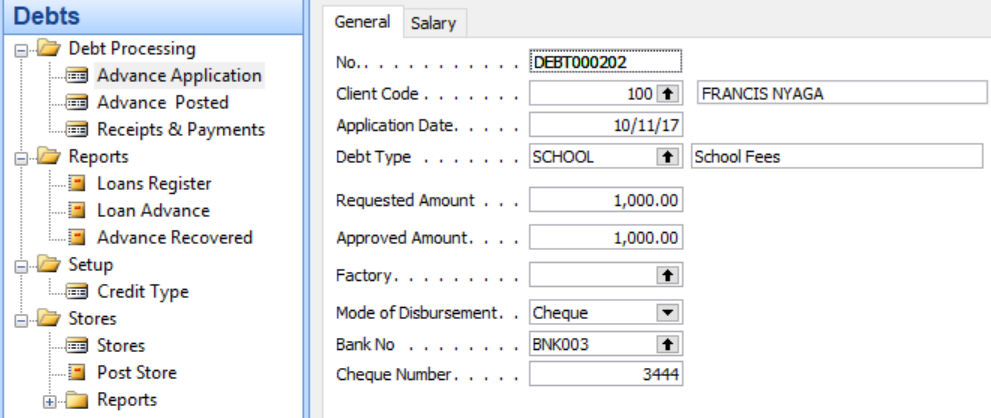 Debts
Debt Processing
Advance Application
Advance Posted
Receipts & Payments
Reports
Loans Register
Loan Advance
Advance Recovered
Setup
Credit Type
Stores
Stores
Post Store
Reports
General Salary
No.. . . . . . . . . . . . DEBT000202
Client Code . . . . . . . 100 FRANCIS NYAGA
Application Date. . . . . 10/11/17
Debt Type . . . . . . . SCHOOL School Fees
Requested Amount . . . 1,000.00
Approved Amount. . . . 1,000.00
Factory. . . . . . . . .
Mode of Disbursement. . Cheque
Bank No . . . . . . . . BNK003
Cheque Number. . . . . 3444